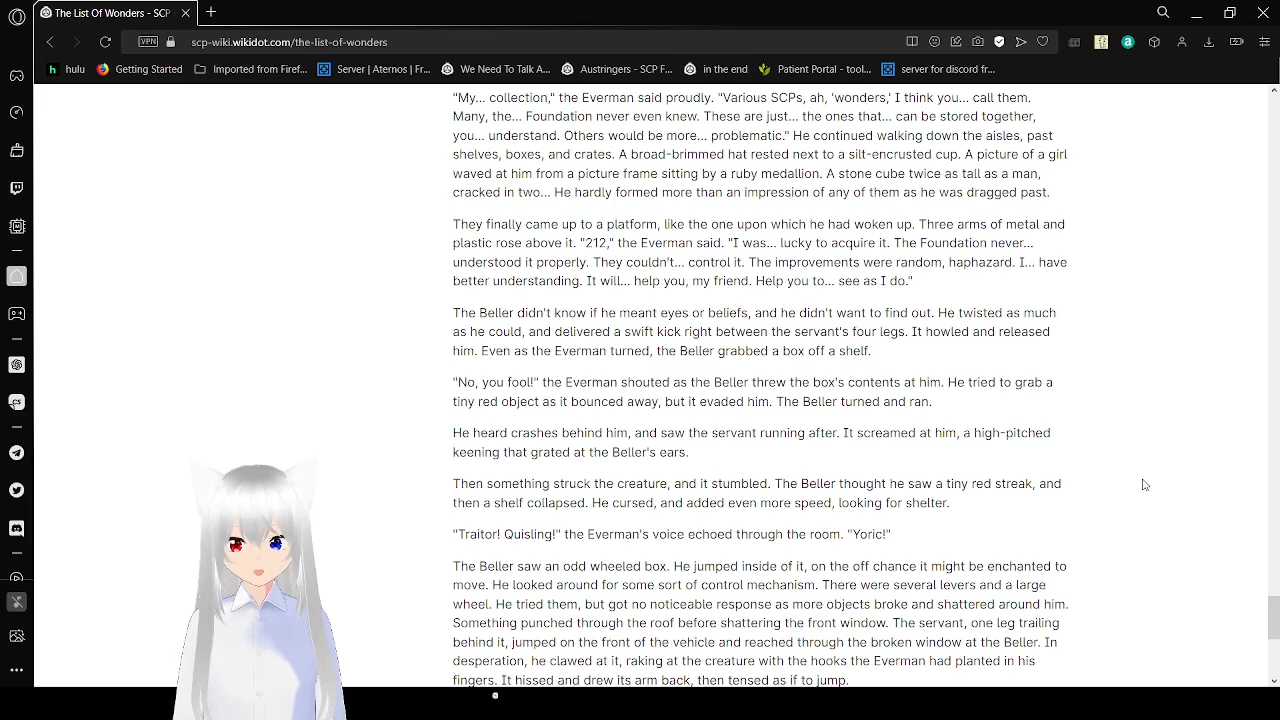 The List Of Wonders - SCP
VPN
scp-wiki.wikidot.com/the-list-of-wonders
a
h hulu
Getting Started
Imported from Firef...
Server | Aternos | Fr...
We Need To Talk A...
Austringers - SCP F...
in the end
Patient Portal - tool...
server for discord fr...
"My... collection," the Everman said proudly. "Various SCPs, ah, 'wonders,' I think you... call them.
Many, the... Foundation never even knew. These are just... the ones that... can be stored together,
you... understand. Others would be more... problematic." He continued walking down the aisles, past
shelves, boxes, and crates. A broad-brimmed hat rested next to a silt-encrusted cup. A picture of a girl
waved at him from a picture frame sitting by a ruby medallion. A stone cube twice as tall as a man,
cracked in two... He hardly formed more than an impression of any of them as he was dragged past.
They finally came up to a platform, like the one upon which he had woken up. Three arms of metal and
plastic rose above it. "212," the Everman said. "I was... lucky to acquire it. The Foundation never...
understood it properly. They couldn't... control it. The improvements were random, haphazard. I... have
better understanding. It will... help you, my friend. Help you to... see as I do."
The Beller didn't know if he meant eyes or beliefs, and he didn't want to find out. He twisted as much
as he could, and delivered a swift kick right between the servant's four legs. It howled and released
him. Even as the Everman turned, the Beller grabbed a box off a shelf.
"No, you fool!" the Everman shouted as the Beller threw the box's contents at him. He tried to grab a
tiny red object as it bounced away, but it evaded him. The Beller turned and ran.
He heard crashes behind him, and saw the servant running after. It screamed at him, a high-pitched
keening that grated at the Beller's ears.
Then something struck the creature, and it stumbled. The Beller thought he saw a tiny red streak, and
then a shelf collapsed. He cursed, and added even more speed, looking for shelter.
"Traitor! Quisling!" the Everman's voice echoed through the room. "Yoric!"
The Beller saw an odd wheeled box. He jumped inside of it, on the off chance it might be enchanted to
move. He looked around for some sort of control mechanism. There were several levers and a large
wheel. He tried them, but got no noticeable response as more objects broke and shattered around him.
Something punched through the roof before shattering the front window. The servant, one leg trailing
behind it, jumped on the front of the vehicle and reached through the broken window at the Beller. In
desperation, he clawed at it, raking at the creature with the hooks the Everman had planted in his
fingers. It hissed and drew its arm back, then tensed as if to jump.